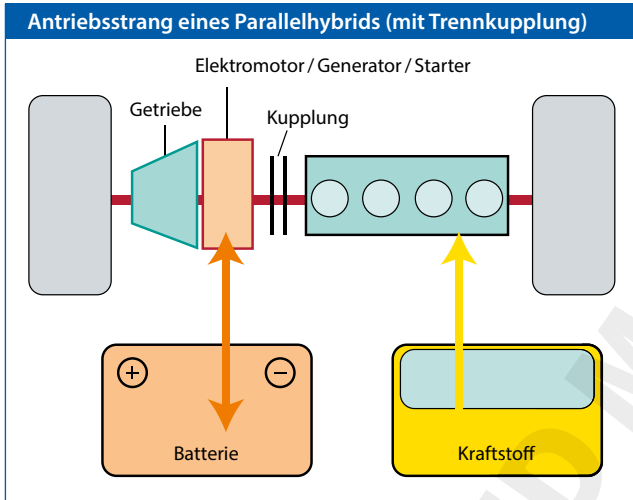 Antriebsstrang eines Parallelhybrids (mit Trennkupplung)
Elektromotor / Generator / Starter
Getriebe
Kupplung
+
−
Batterie
Kraftstoff